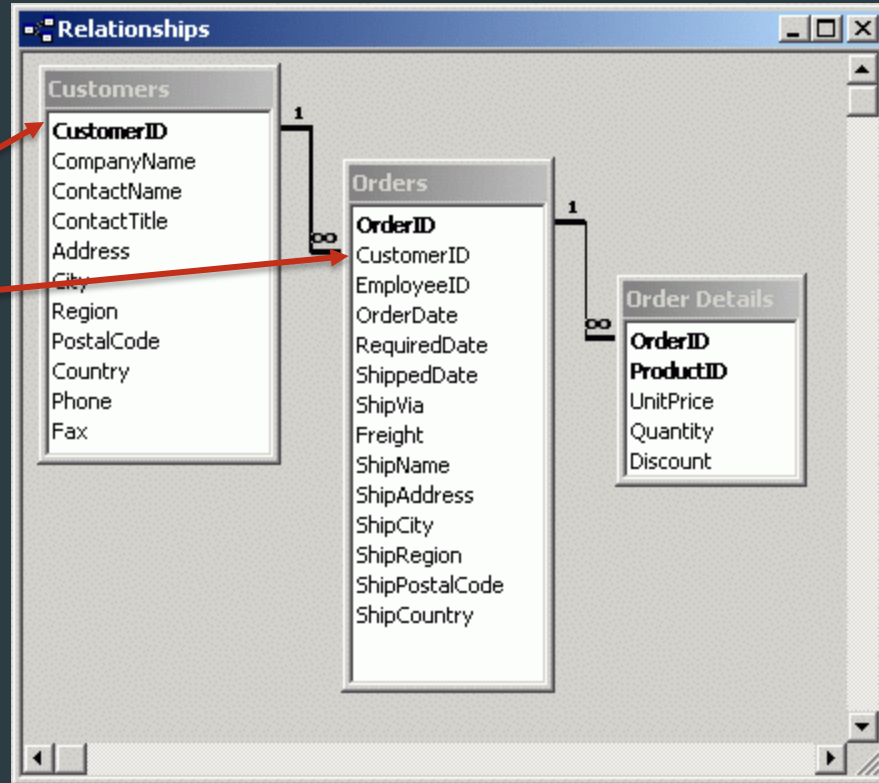 Relationships
Customers
CustomerID
CompanyName
ContactName
ContactTitle
Address
City
Region
PostalCode
Country
Phone
Fax
1
∞
Orders
OrderID
CustomerID
EmployeeID
OrderDate
RequiredDate
ShippedDate
ShipVia
Freight
ShipName
ShipAddress
ShipCity
ShipRegion
ShipPostalCode
ShipCountry
1
∞
Order Details
OrderID
ProductID
UnitPrice
Quantity
Discount